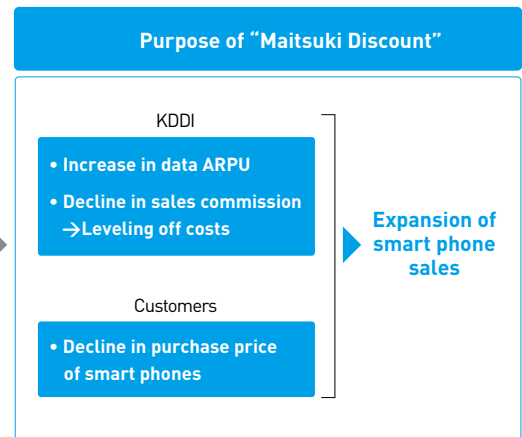 Purpose of “Maitsuki Discount”
KDDI
• Increase in data ARPU
• Decline in sales commission
→Leveling off costs
Customers
• Decline in purchase price
of smart phones
Expansion of
smart phone
sales